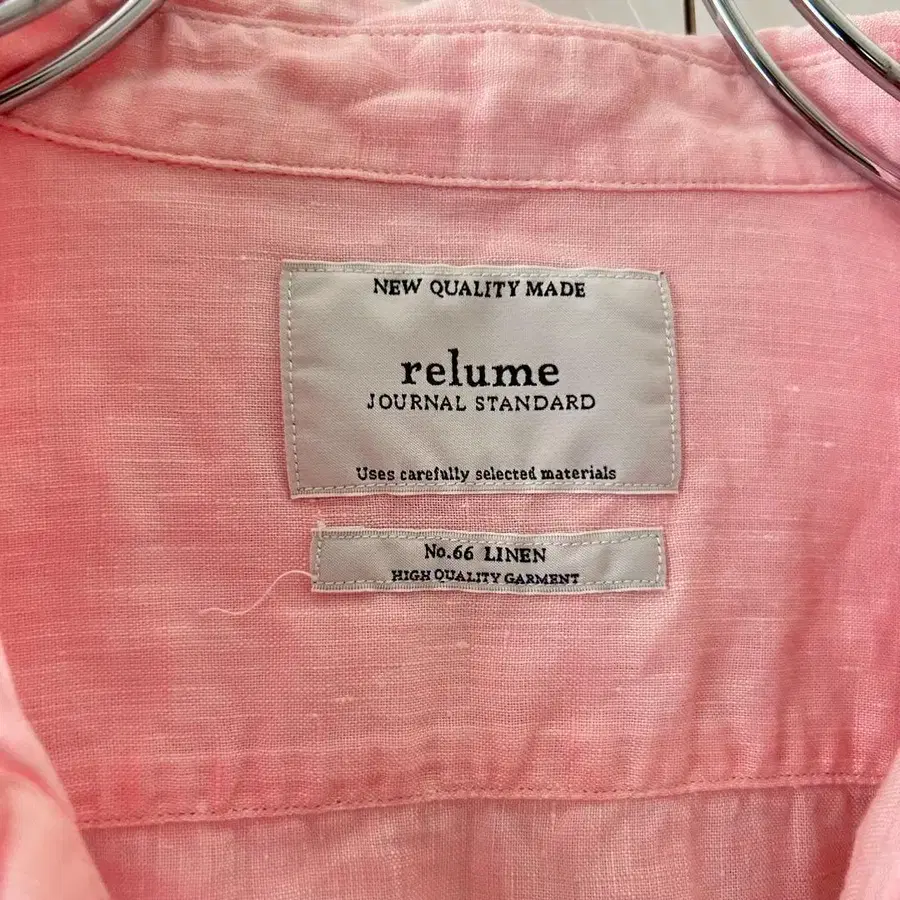 NEW QUALITY MADE
relume
JOURNAL STANDARD
Uses carefully selected materials
No.66 LINEN
HIGH QUALITY GARMENT